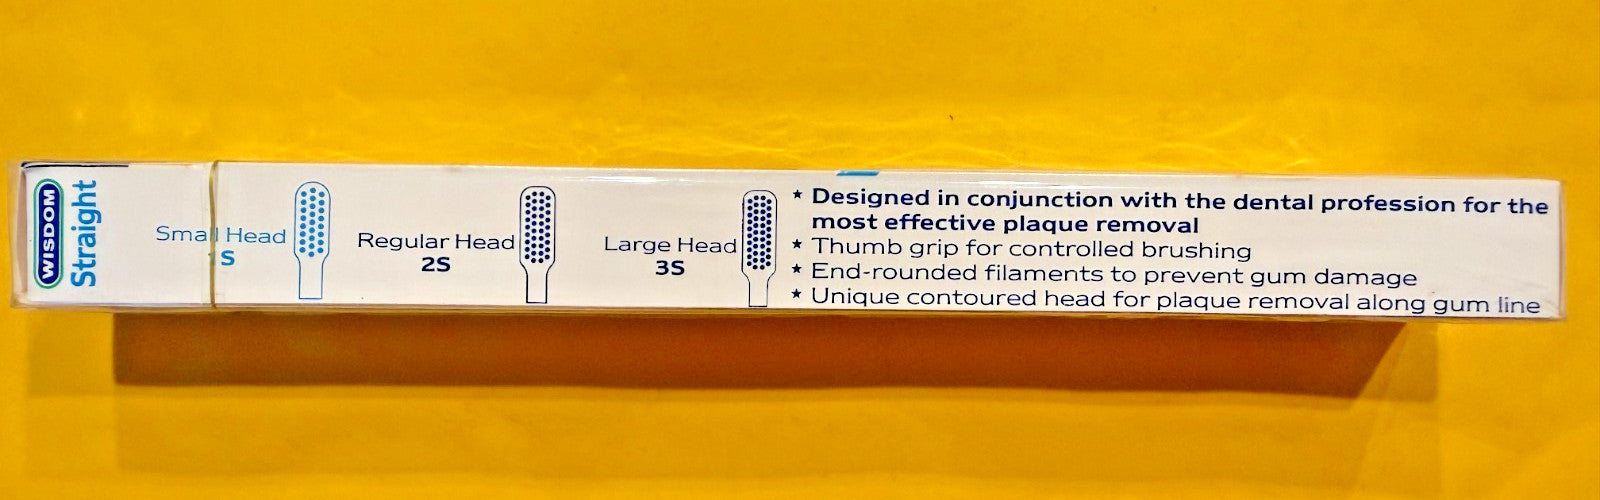 WISDOM
Straight
Small Head
1S
Regular Head
2S
Large Head
3S
★ Designed in conjunction with the dental profession for the
most effective plaque removal
★ Thumb grip for controlled brushing
★ End-rounded filaments to prevent gum damage
★ Unique contoured head for plaque removal along gum line